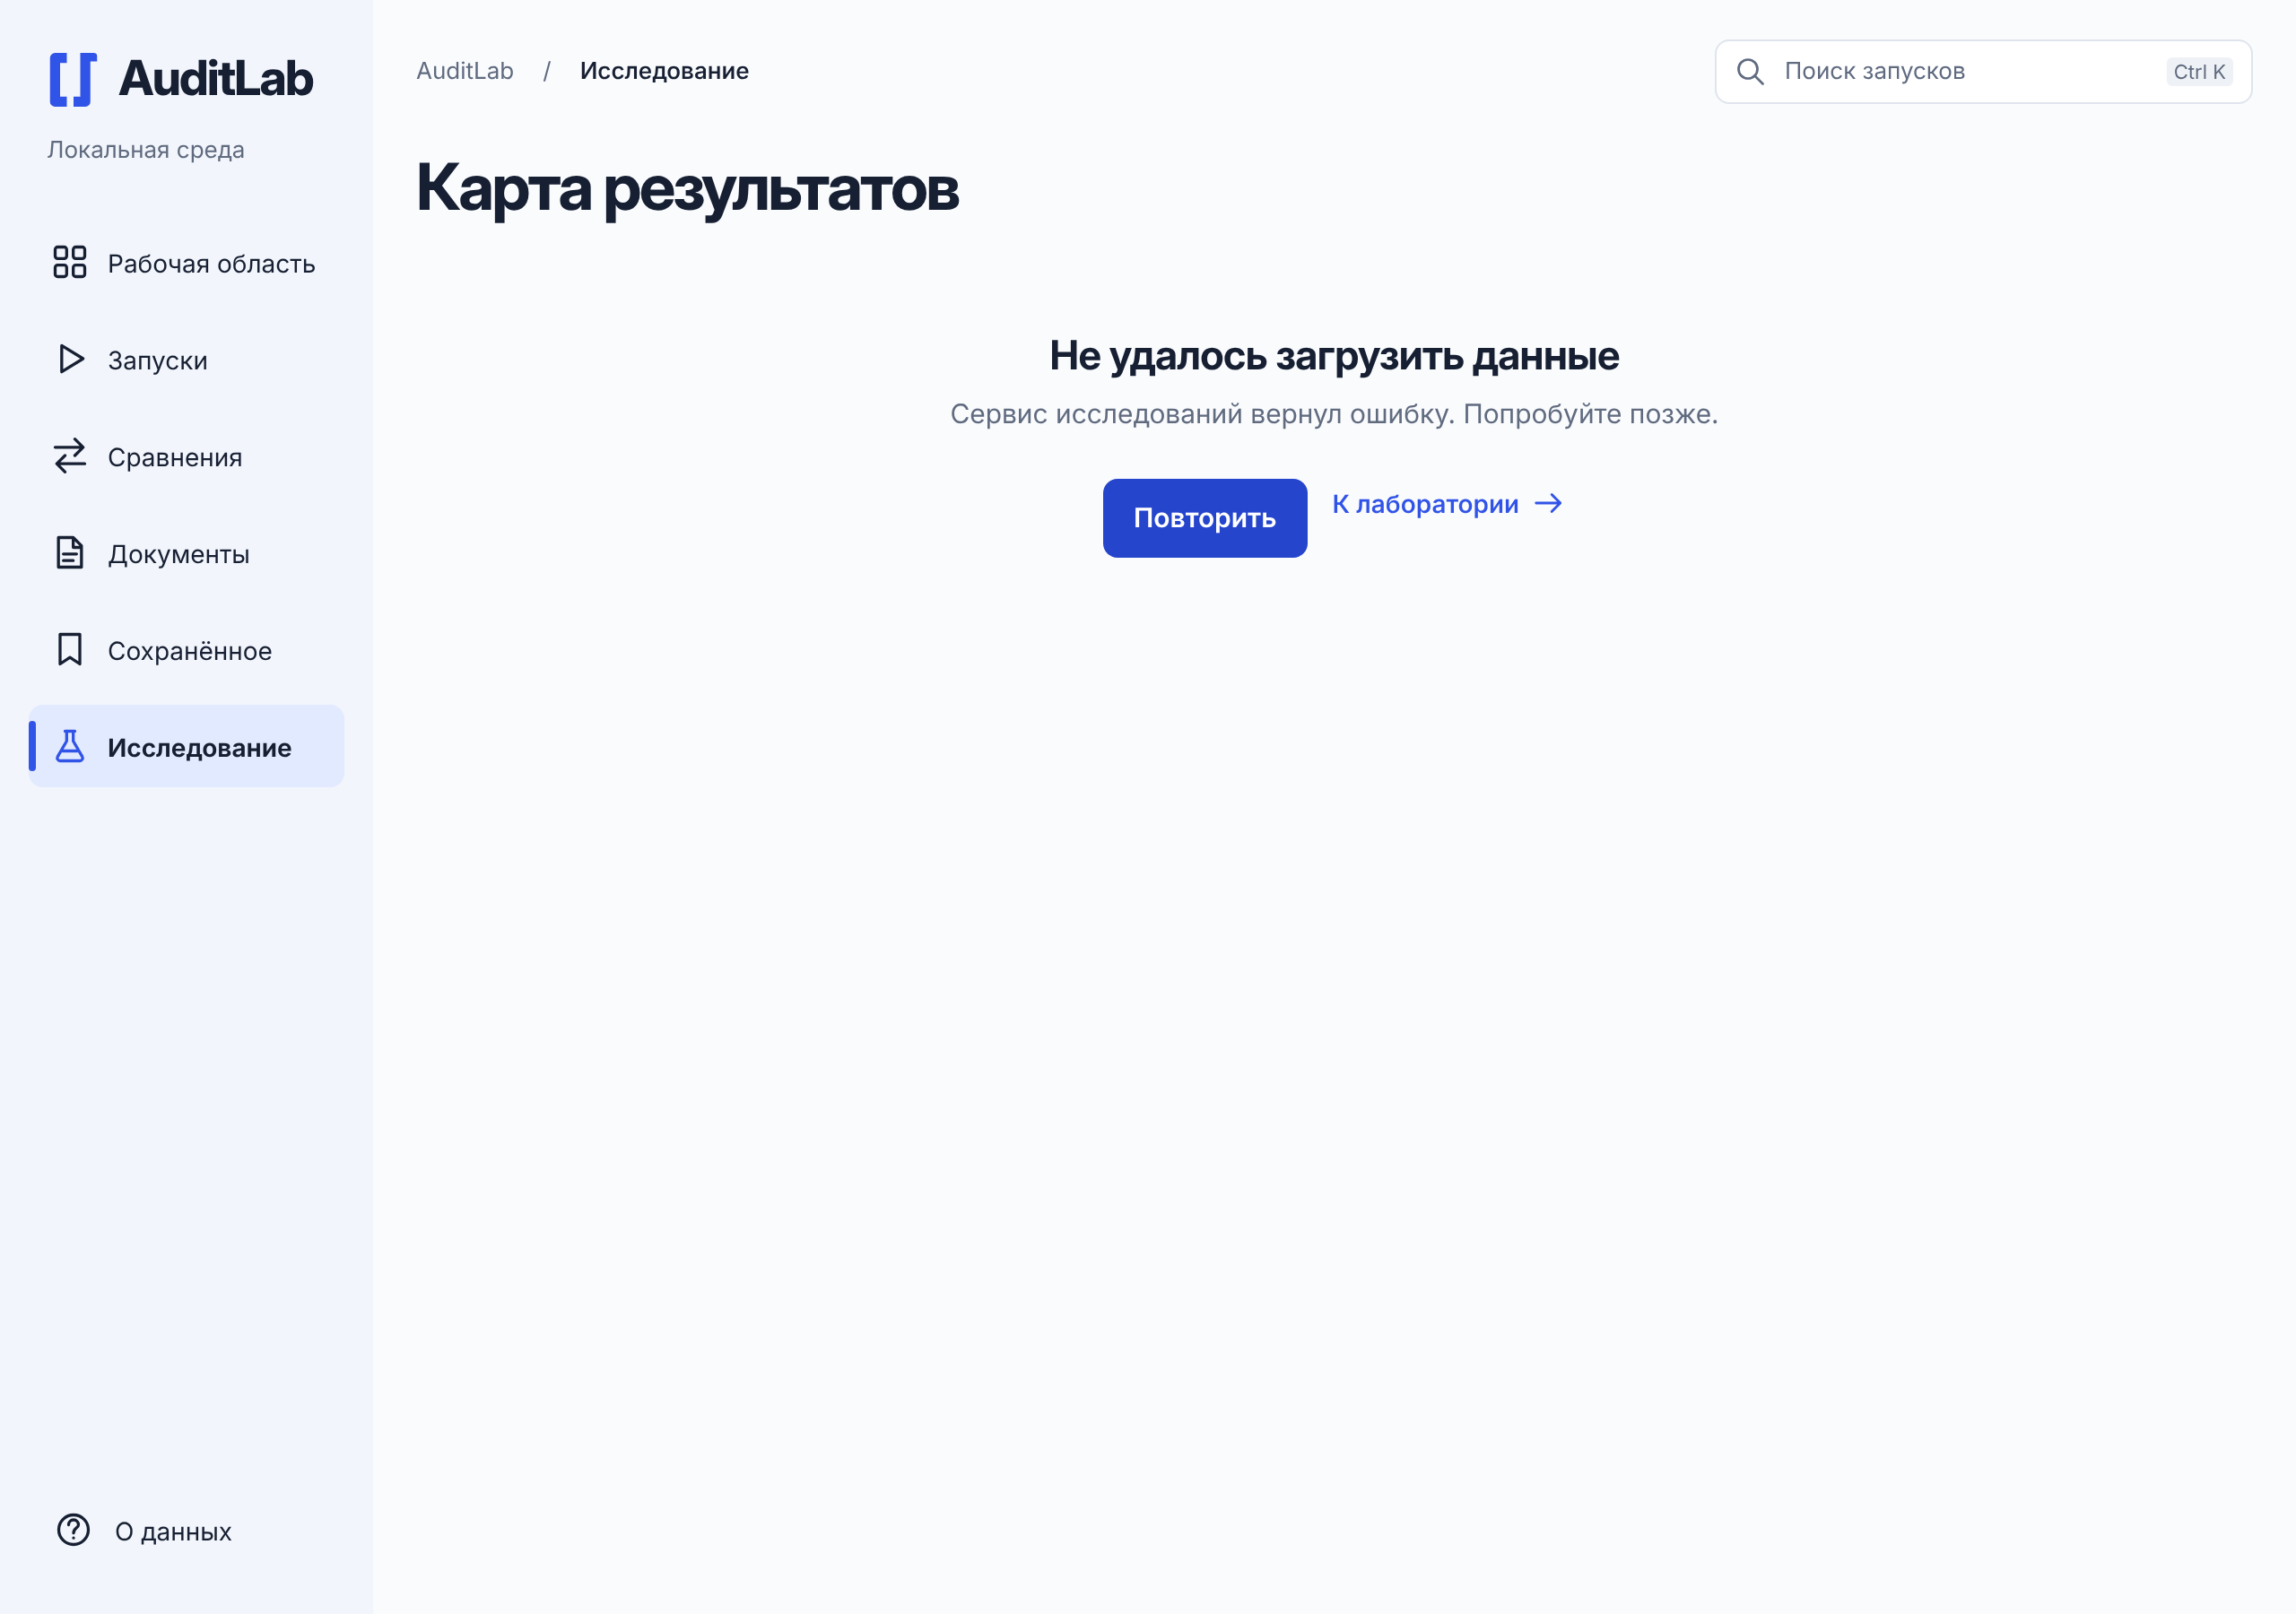 AuditLab
Локальная среда
Рабочая область
Запуски
Сравнения
Документы
Сохранённое
Исследование
О данных
AuditLab / Исследование
Поиск запусков Ctrl K
Карта результатов
Не удалось загрузить данные
Сервис исследований вернул ошибку. Попробуйте позже.
Повторить К лаборатории →